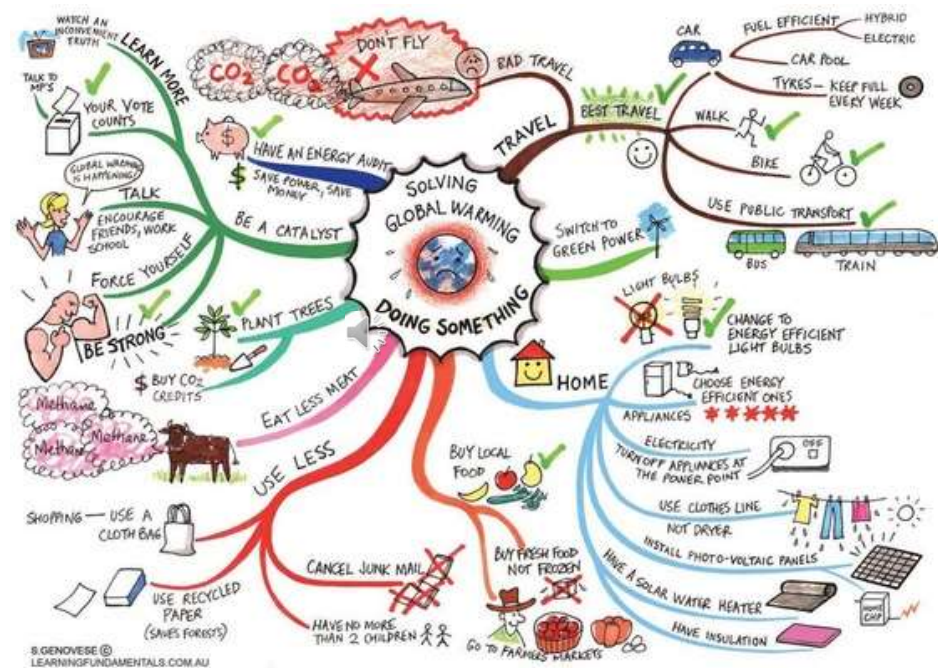 SOLVING
GLOBAL WARMING
DOING SOMETHING
WATCH AN
INCONVENIENT
TRUTH
LEARN MORE
TALK TO
MP'S
YOUR VOTE
COUNTS
GLOBAL WARMING
IS HAPPENING!
TALK
ENCOURAGE
FRIENDS, WORK
SCHOOL
FORCE YOURSELF
BE STRONG
BE A CATALYST
HAVE AN ENERGY AUDIT
$ SAVE POWER, SAVE
MONEY
CO2
CO2
DON'T FLY
BAD TRAVEL
TRAVEL
BEST TRAVEL
CAR
FUEL EFFICIENT
HYBRID
ELECTRIC
CAR POOL
TYRES — KEEP FULL
EVERY WEEK
WALK
BIKE
USE PUBLIC TRANSPORT
BUS
TRAIN
SWITCH TO
GREEN POWER
HOME
LIGHT BULBS
CHANGE TO
ENERGY EFFICIENT
LIGHT BULBS
CHOOSE ENERGY
EFFICIENT ONES
APPLIANCES
ELECTRICITY
TURN OFF APPLIANCES AT
THE POWER POINT
OFF
USE CLOTHES LINE
NOT DRYER
INSTALL PHOTO-VOLTAIC PANELS
HAVE A SOLAR WATER HEATER
HAVE INSULATION
BUY LOCAL
FOOD
BUY FRESH FOOD
NOT FROZEN
GO TO FARMERS MARKETS
USE LESS
SHOPPING — USE A
CLOTH BAG
USE RECYCLED
PAPER
(SAVES FORESTS)
CANCEL JUNK MAIL
HAVE NO MORE
THAN 2 CHILDREN
EAT LESS MEAT
Methane
Methane
Methane
PLANT TREES
$ BUY CO2
CREDITS
S.GENOVESE ©
LEARNINGFUNDAMENTALS.COM.AU